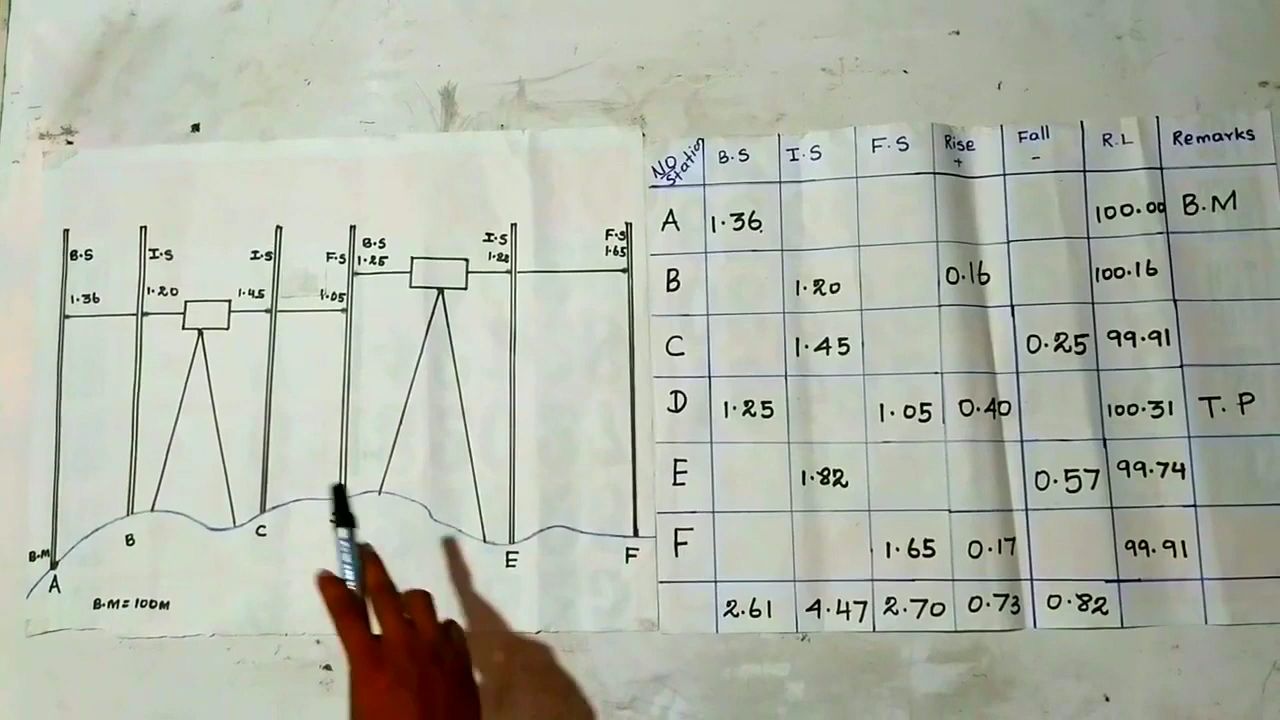 B.S I.S I.S F.S B.S I.S F.S
1.36 1.20 1.45 1.05 1.25 1.65
B.M
A B C E F
B.M = 100M
NO Station B.S I.S F.S Rise + Fall - R.L Remarks
A 1.36 100.00 B.M
B 1.20 0.16 100.16
C 1.45 0.25 99.91
D 1.25 1.05 0.40 100.31 T.P
E 1.82 0.57 99.74
F 1.65 0.17 99.91
2.61 4.47 2.70 0.73 0.82